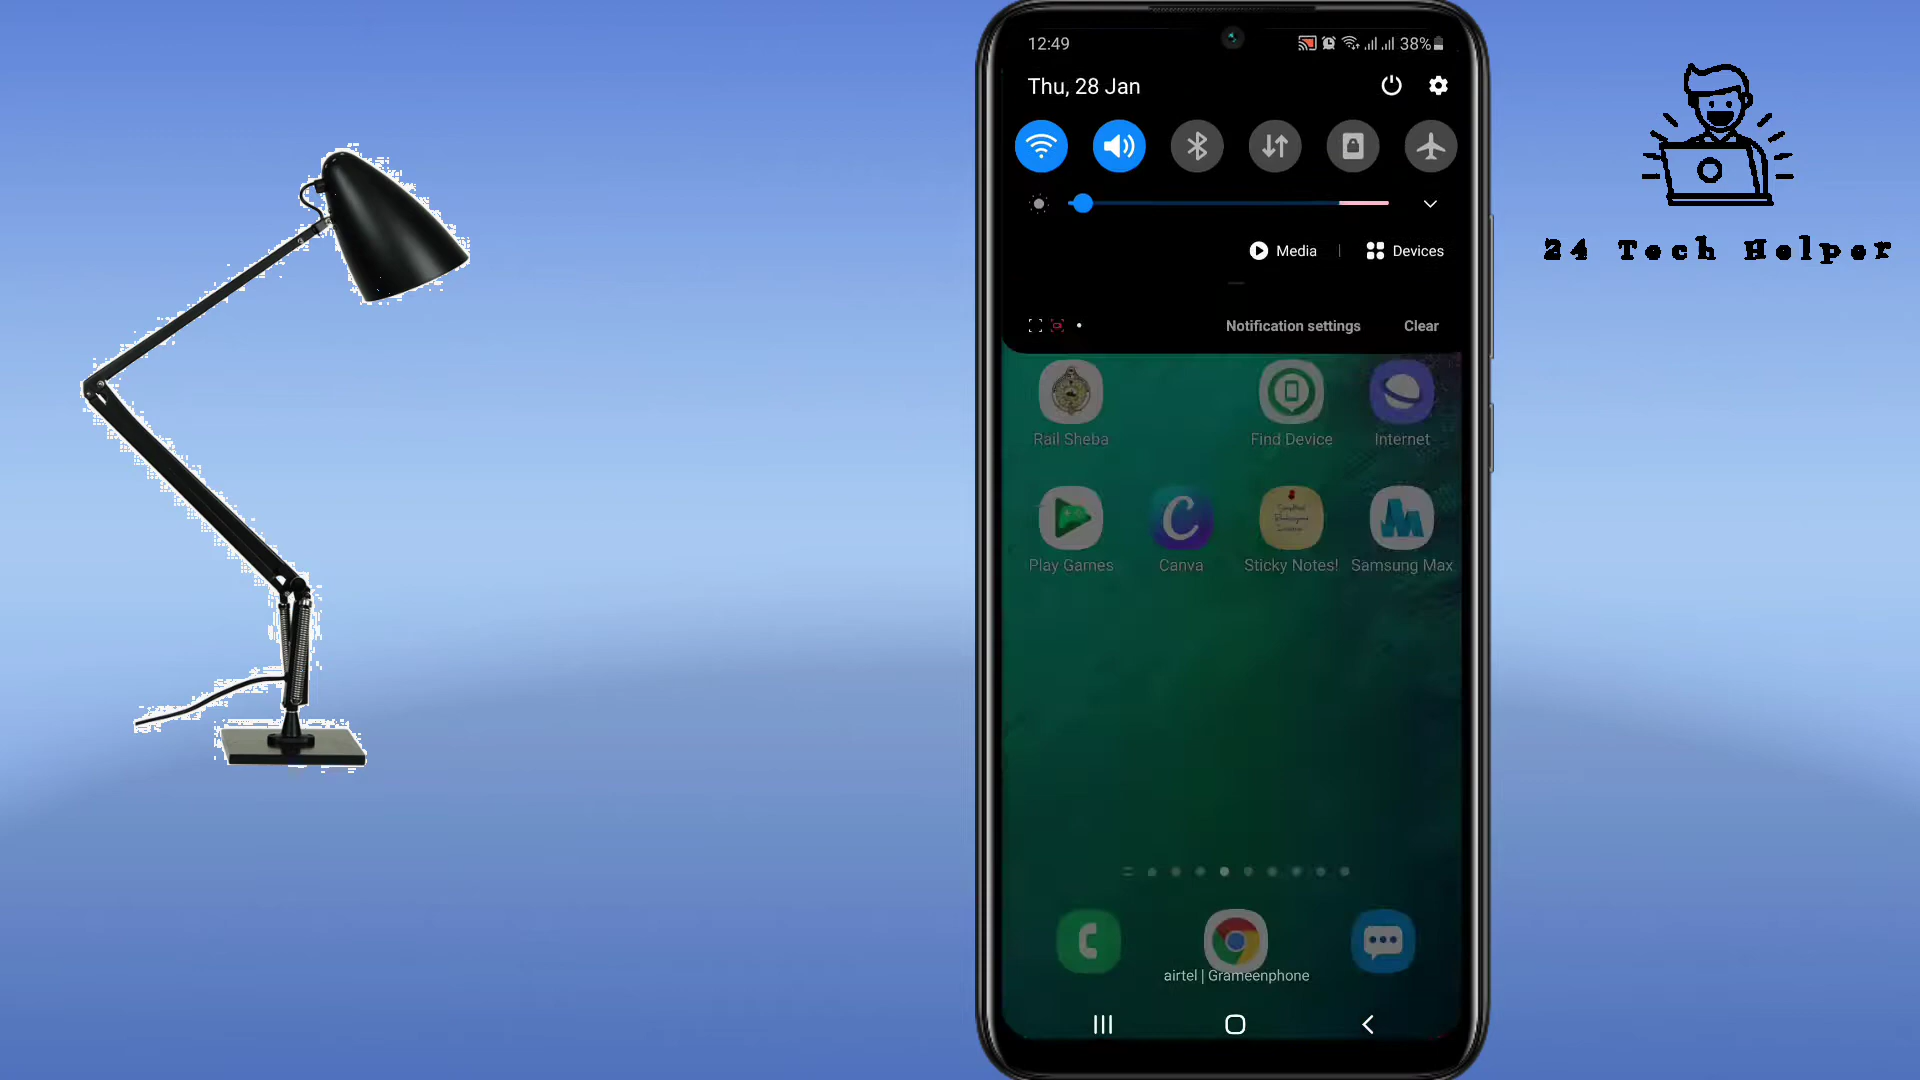 12:49
38%
Thu, 28 Jan
Media | Devices
Notification settings Clear
Rail Sheba Find Device Internet
Play Games Canva Sticky Notes! Samsung Max
airtel | Grameenphone
24 Tech Helper